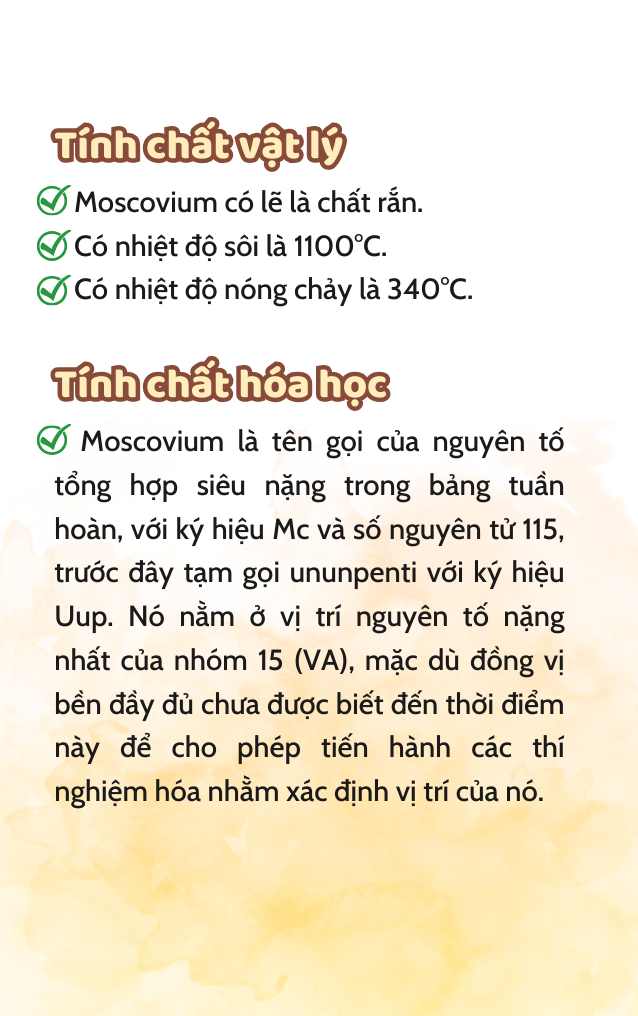 Tính chất vật lý
Moscovium có lẽ là chất rắn.
Có nhiệt độ sôi là 1100°C.
Có nhiệt độ nóng chảy là 340°C.
Tính chất hóa học
Moscovium là tên gọi của nguyên tố
tổng hợp siêu nặng trong bảng tuần
hoàn, với ký hiệu Mc và số nguyên tử 115,
trước đây tạm gọi ununpenti với ký hiệu
Uup. Nó nằm ở vị trí nguyên tố nặng
nhất của nhóm 15 (VA), mặc dù đồng vị
bền đầy đủ chưa được biết đến thời điểm
này để cho phép tiến hành các thí
nghiệm hóa nhằm xác định vị trí của nó.